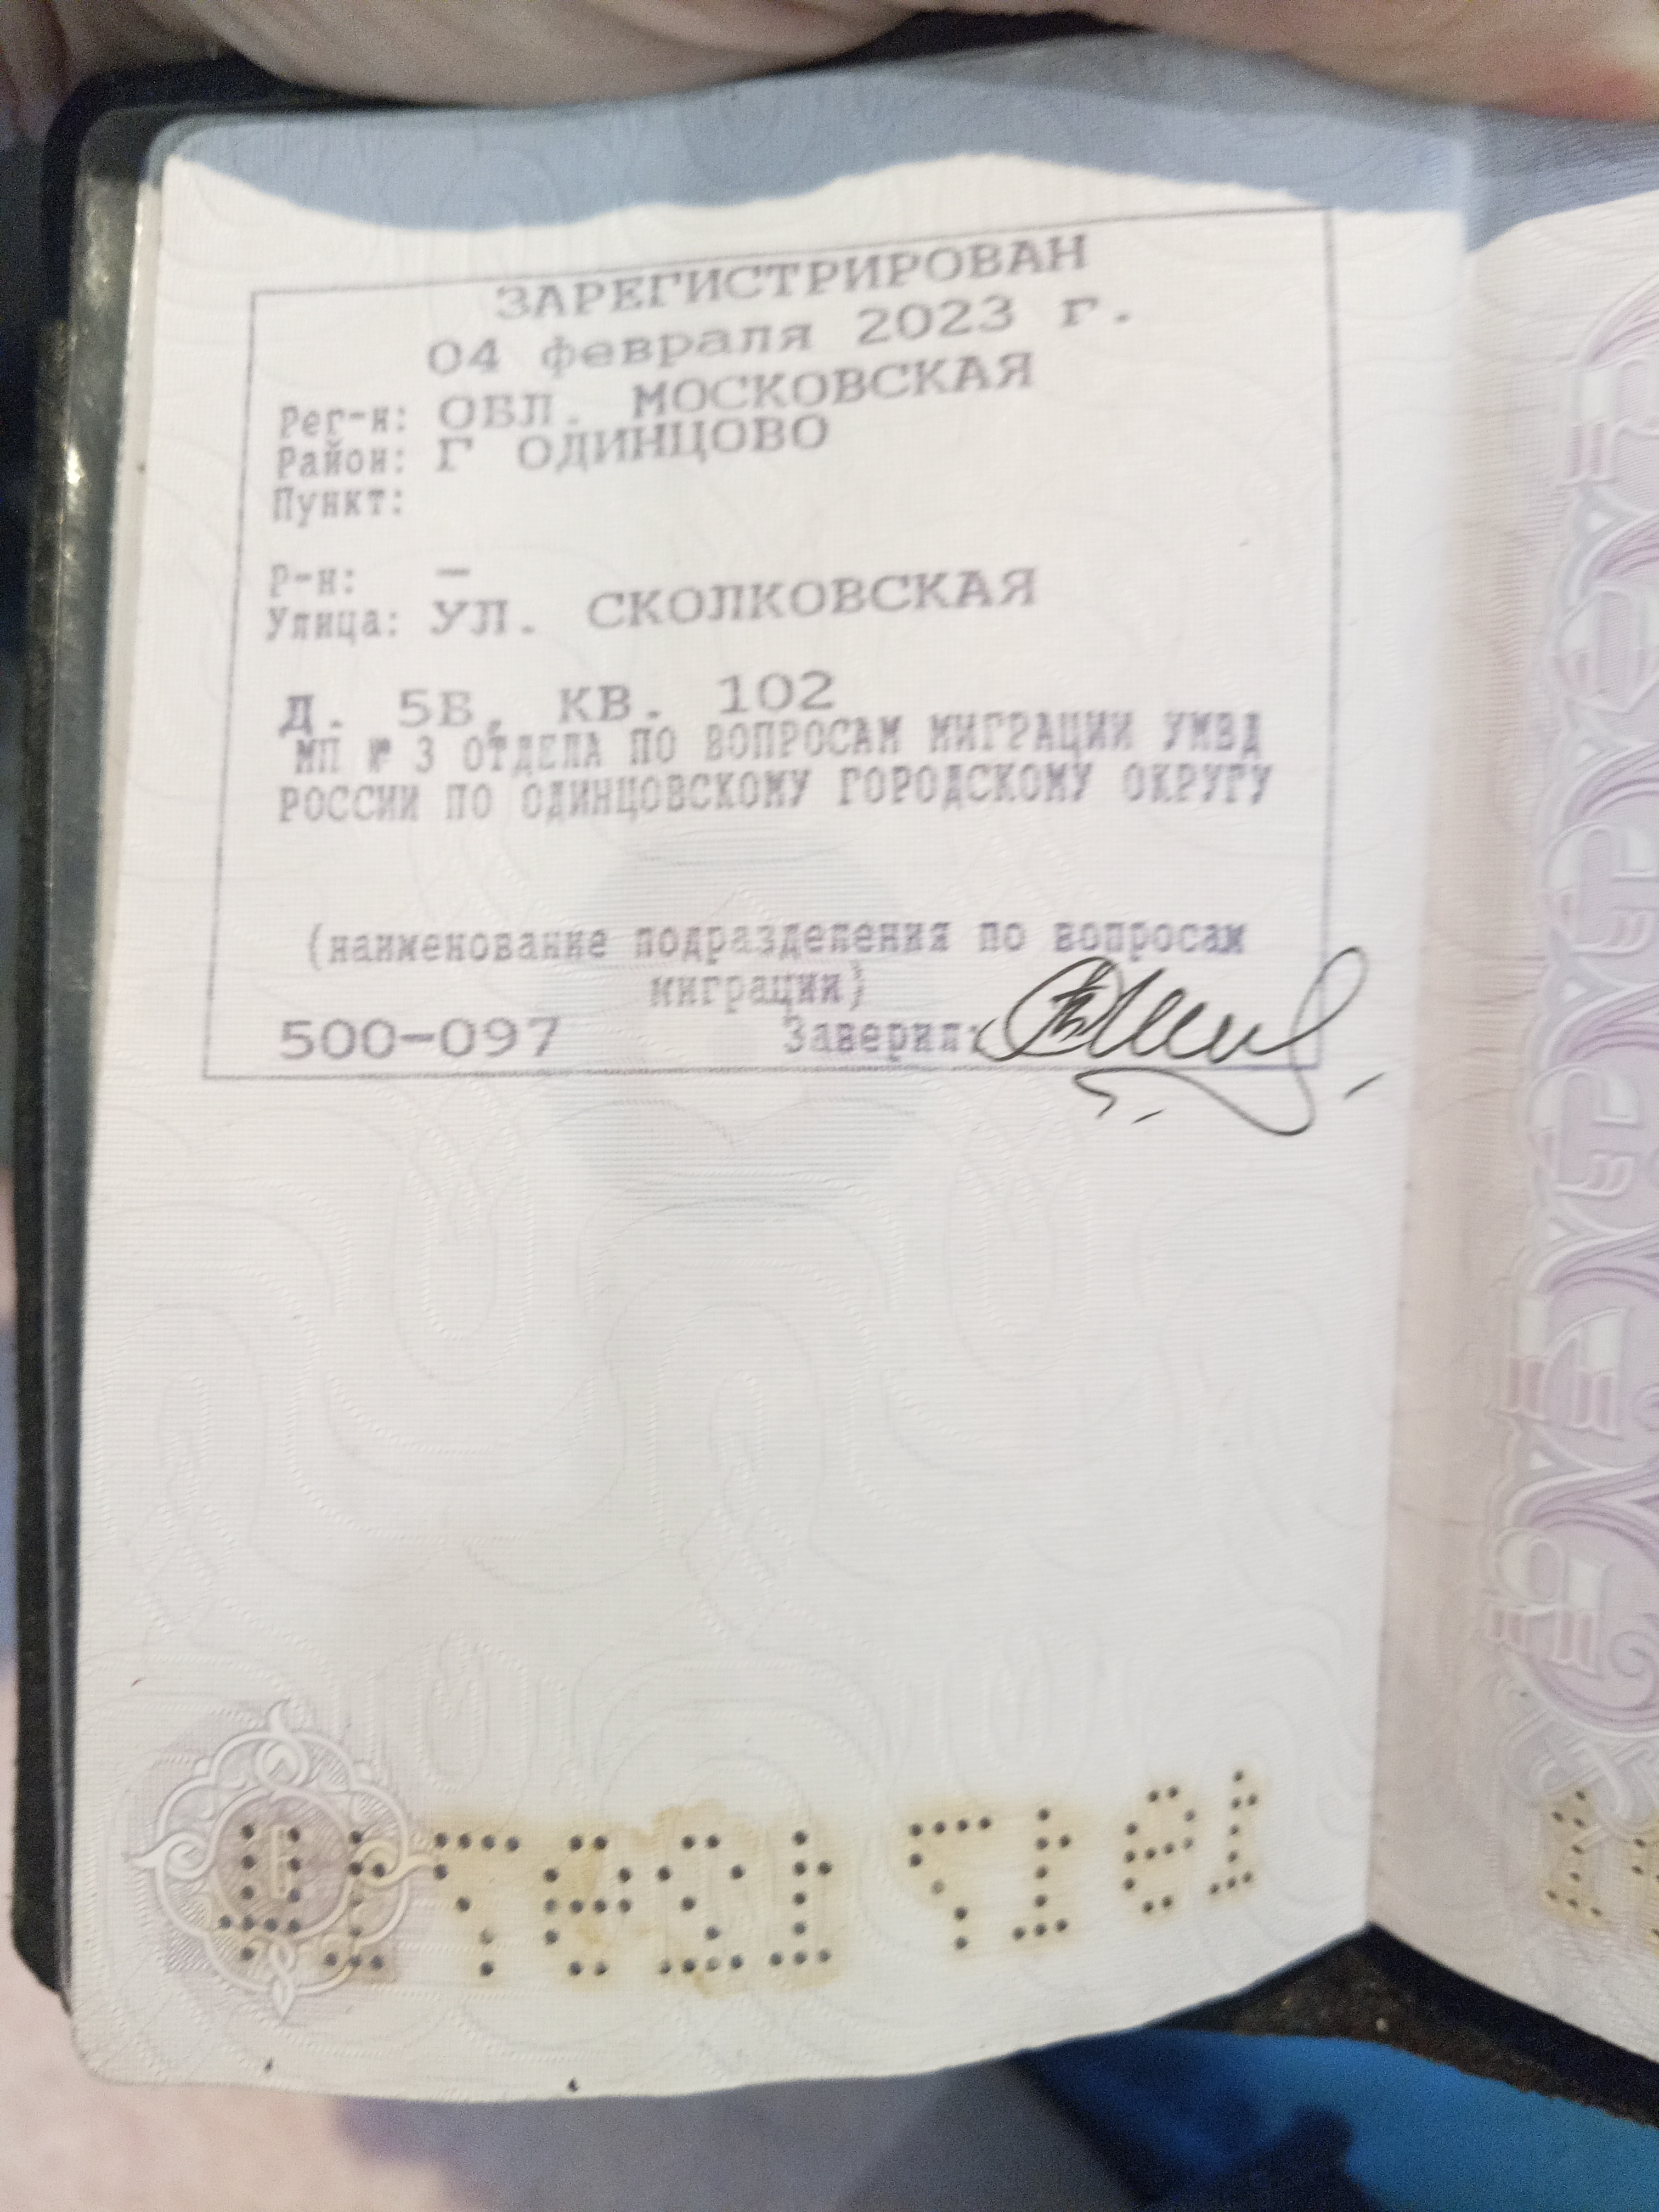 ЗАРЕГИСТРИРОВАН
04 февраля 2023 г.
Рег-н: ОБЛ. МОСКОВСКАЯ
Район: Г ОДИНЦОВО
Пункт:
Р-н: –
Улица: УЛ. СКОЛКОВСКАЯ
Д. 5В, КВ. 102
МП № 3 ОТДЕЛА ПО ВОПРОСАМ МИГРАЦИИ УМВД
РОССИИ ПО ОДИНЦОВСКОМУ ГОРОДСКОМУ ОКРУГУ
(наименование подразделения по вопросам
миграции)
500-097 Заверил: